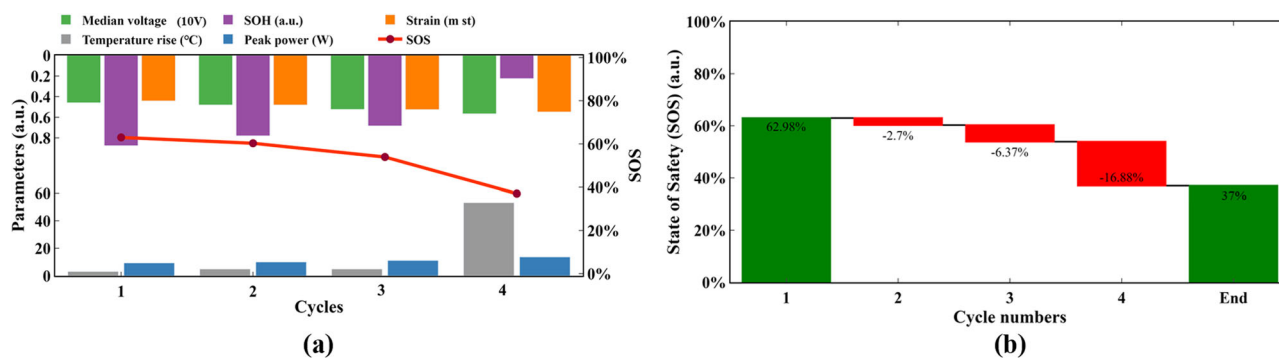 Median voltage (10V) SOH (a.u.) Strain (m st)
Temperature rise (°C) Peak power (W) SOS
0 100%
0.2
0.4 80%
0.6
0.8 60%
60
40%
40
20 20%
0 0%
Parameters (a.u.)
SOS
1 2 3 4
Cycles
(a)
100%
80%
60%
40%
20%
0%
State of Safety (SOS) (a.u.)
62.98%
-2.7%
-6.37%
-16.88%
37%
1 2 3 4 End
Cycle numbers
(b)